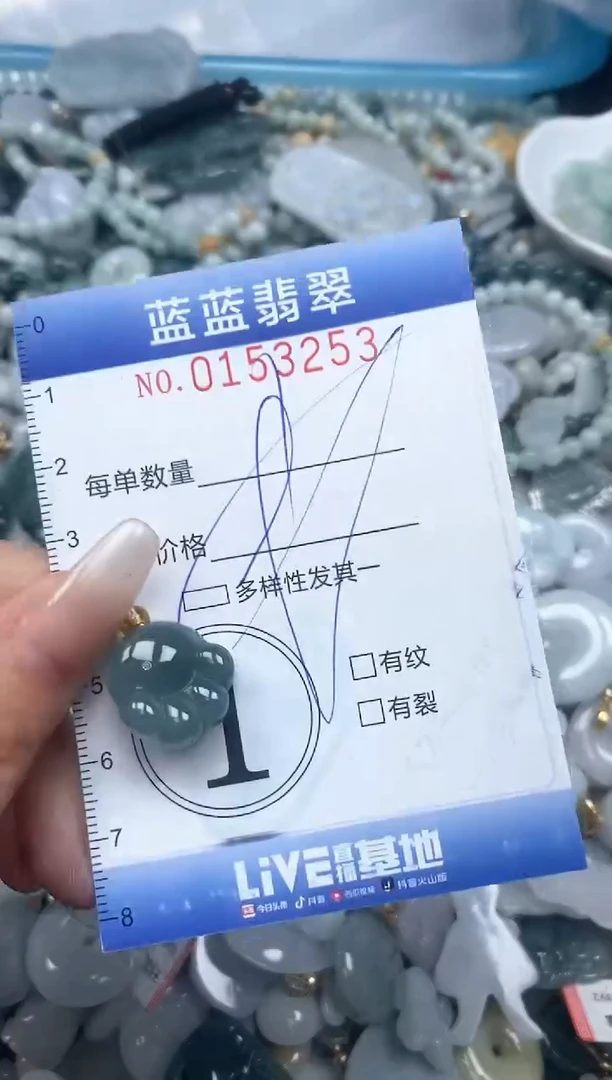 蓝蓝翡翠
NO.0153253
每单数量
价格
多样性发其一
有纹
有裂
1
LiVE直播基地
今日头条 抖音 西瓜视频 抖音火山版
0
1
2
3
5
6
7
8